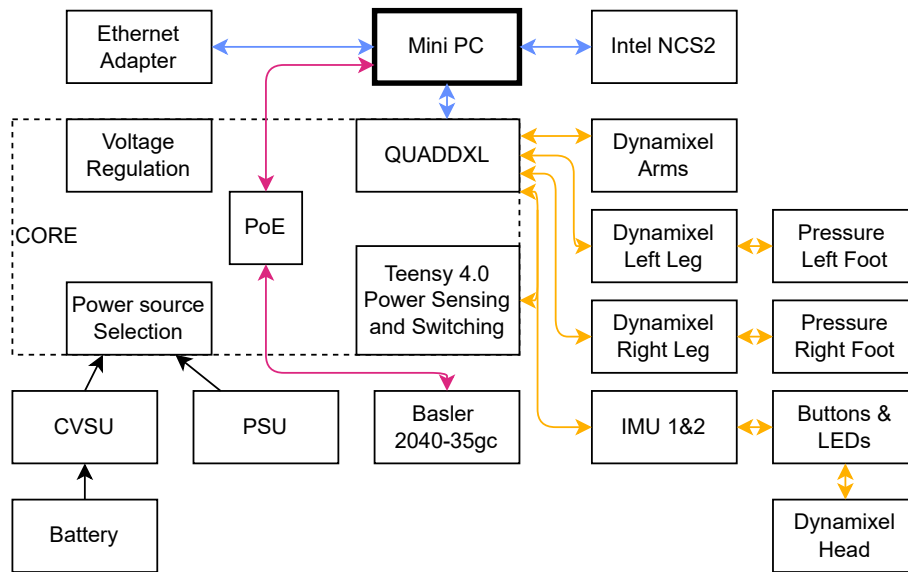 Ethernet
Adapter
Mini PC
Intel NCS2
Voltage
Regulation
QUADDXL
Dynamixel
Arms
CORE
PoE
Dynamixel
Left Leg
Pressure
Left Foot
Power source
Selection
Teensy 4.0
Power Sensing
and Switching
Dynamixel
Right Leg
Pressure
Right Foot
CVSU
PSU
Basler
2040-35gc
IMU 1&2
Buttons &
LEDs
Battery
Dynamixel
Head